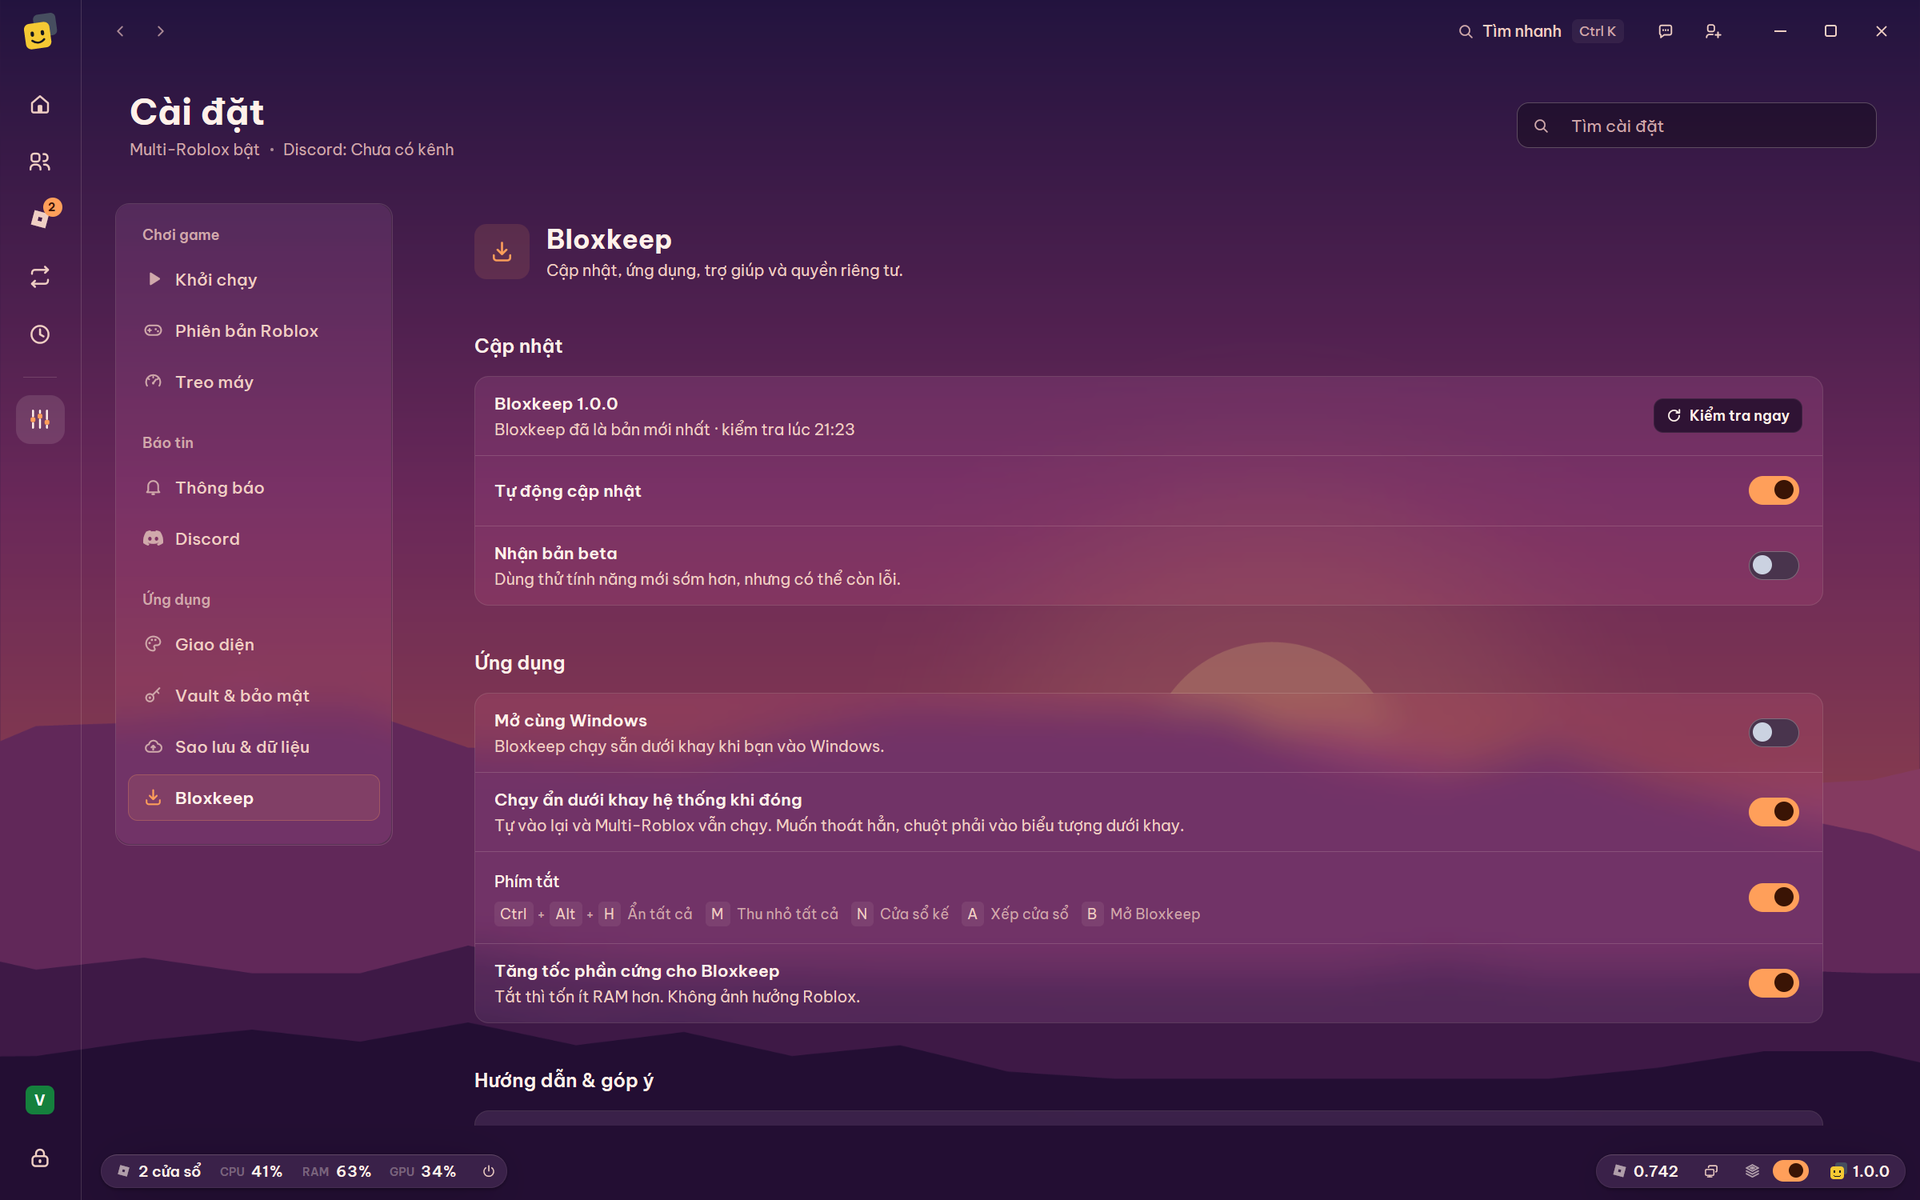 Tìm nhanh Ctrl K
Cài đặt
Multi-Roblox bật • Discord: Chưa có kênh
Tìm cài đặt
2
Chơi game
Khởi chạy
Phiên bản Roblox
Treo máy
Báo tin
Thông báo
Discord
Ứng dụng
Giao diện
Vault & bảo mật
Sao lưu & dữ liệu
Bloxkeep
Bloxkeep
Cập nhật, ứng dụng, trợ giúp và quyền riêng tư.
Cập nhật
Bloxkeep 1.0.0
Bloxkeep đã là bản mới nhất · kiểm tra lúc 21:23
Kiểm tra ngay
Tự động cập nhật
Nhận bản beta
Dùng thử tính năng mới sớm hơn, nhưng có thể còn lỗi.
Ứng dụng
Mở cùng Windows
Bloxkeep chạy sẵn dưới khay khi bạn vào Windows.
Chạy ẩn dưới khay hệ thống khi đóng
Tự vào lại và Multi-Roblox vẫn chạy. Muốn thoát hẳn, chuột phải vào biểu tượng dưới khay.
Phím tắt
Ctrl + Alt + H Ẩn tất cả M Thu nhỏ tất cả N Cửa sổ kế A Xếp cửa sổ B Mở Bloxkeep
Tăng tốc phần cứng cho Bloxkeep
Tắt thì tốn ít RAM hơn. Không ảnh hưởng Roblox.
Hướng dẫn & góp ý
V
2 cửa sổ CPU 41% RAM 63% GPU 34%
0.742 1.0.0